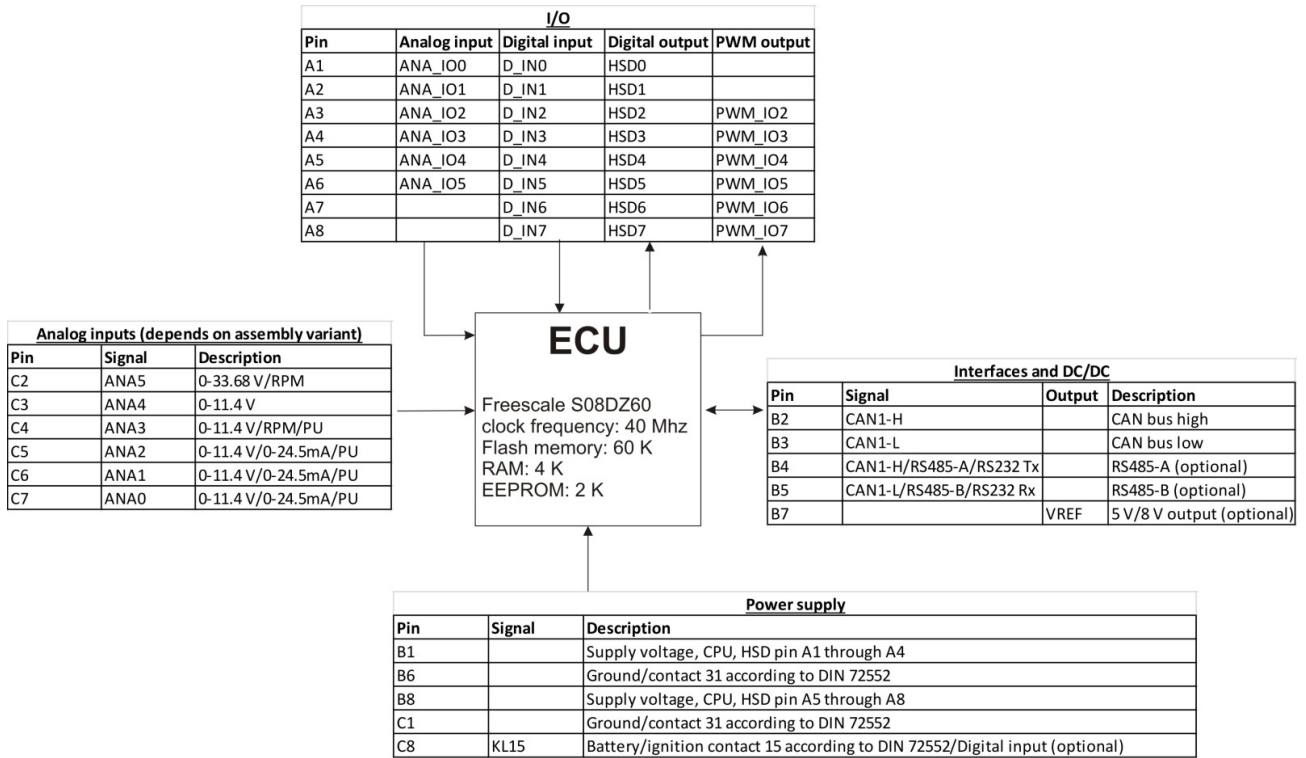 I/O
Pin Analog input Digital input Digital output PWM output
A1 ANA_IO0 D_IN0 HSD0
A2 ANA_IO1 D_IN1 HSD1
A3 ANA_IO2 D_IN2 HSD2 PWM_IO2
A4 ANA_IO3 D_IN3 HSD3 PWM_IO3
A5 ANA_IO4 D_IN4 HSD4 PWM_IO4
A6 ANA_IO5 D_IN5 HSD5 PWM_IO5
A7 D_IN6 HSD6 PWM_IO6
A8 D_IN7 HSD7 PWM_IO7
Analog inputs (depends on assembly variant)
Pin Signal Description
C2 ANA5 0-33.68 V/RPM
C3 ANA4 0-11.4 V
C4 ANA3 0-11.4 V/RPM/PU
C5 ANA2 0-11.4 V/0-24.5mA/PU
C6 ANA1 0-11.4 V/0-24.5mA/PU
C7 ANA0 0-11.4 V/0-24.5mA/PU
ECU
Freescale S08DZ60
clock frequency: 40 Mhz
Flash memory: 60 K
RAM: 4 K
EEPROM: 2 K
Interfaces and DC/DC
Pin Signal Output Description
B2 CAN1-H CAN bus high
B3 CAN1-L CAN bus low
B4 CAN1-H/RS485-A/RS232 Tx RS485-A (optional)
B5 CAN1-L/RS485-B/RS232 Rx RS485-B (optional)
B7 VREF 5 V/8 V output (optional)
Power supply
Pin Signal Description
B1 Supply voltage, CPU, HSD pin A1 through A4
B6 Ground/contact 31 according to DIN 72552
B8 Supply voltage, CPU, HSD pin A5 through A8
C1 Ground/contact 31 according to DIN 72552
C8 KL15 Battery/ignition contact 15 according to DIN 72552/Digital input (optional)